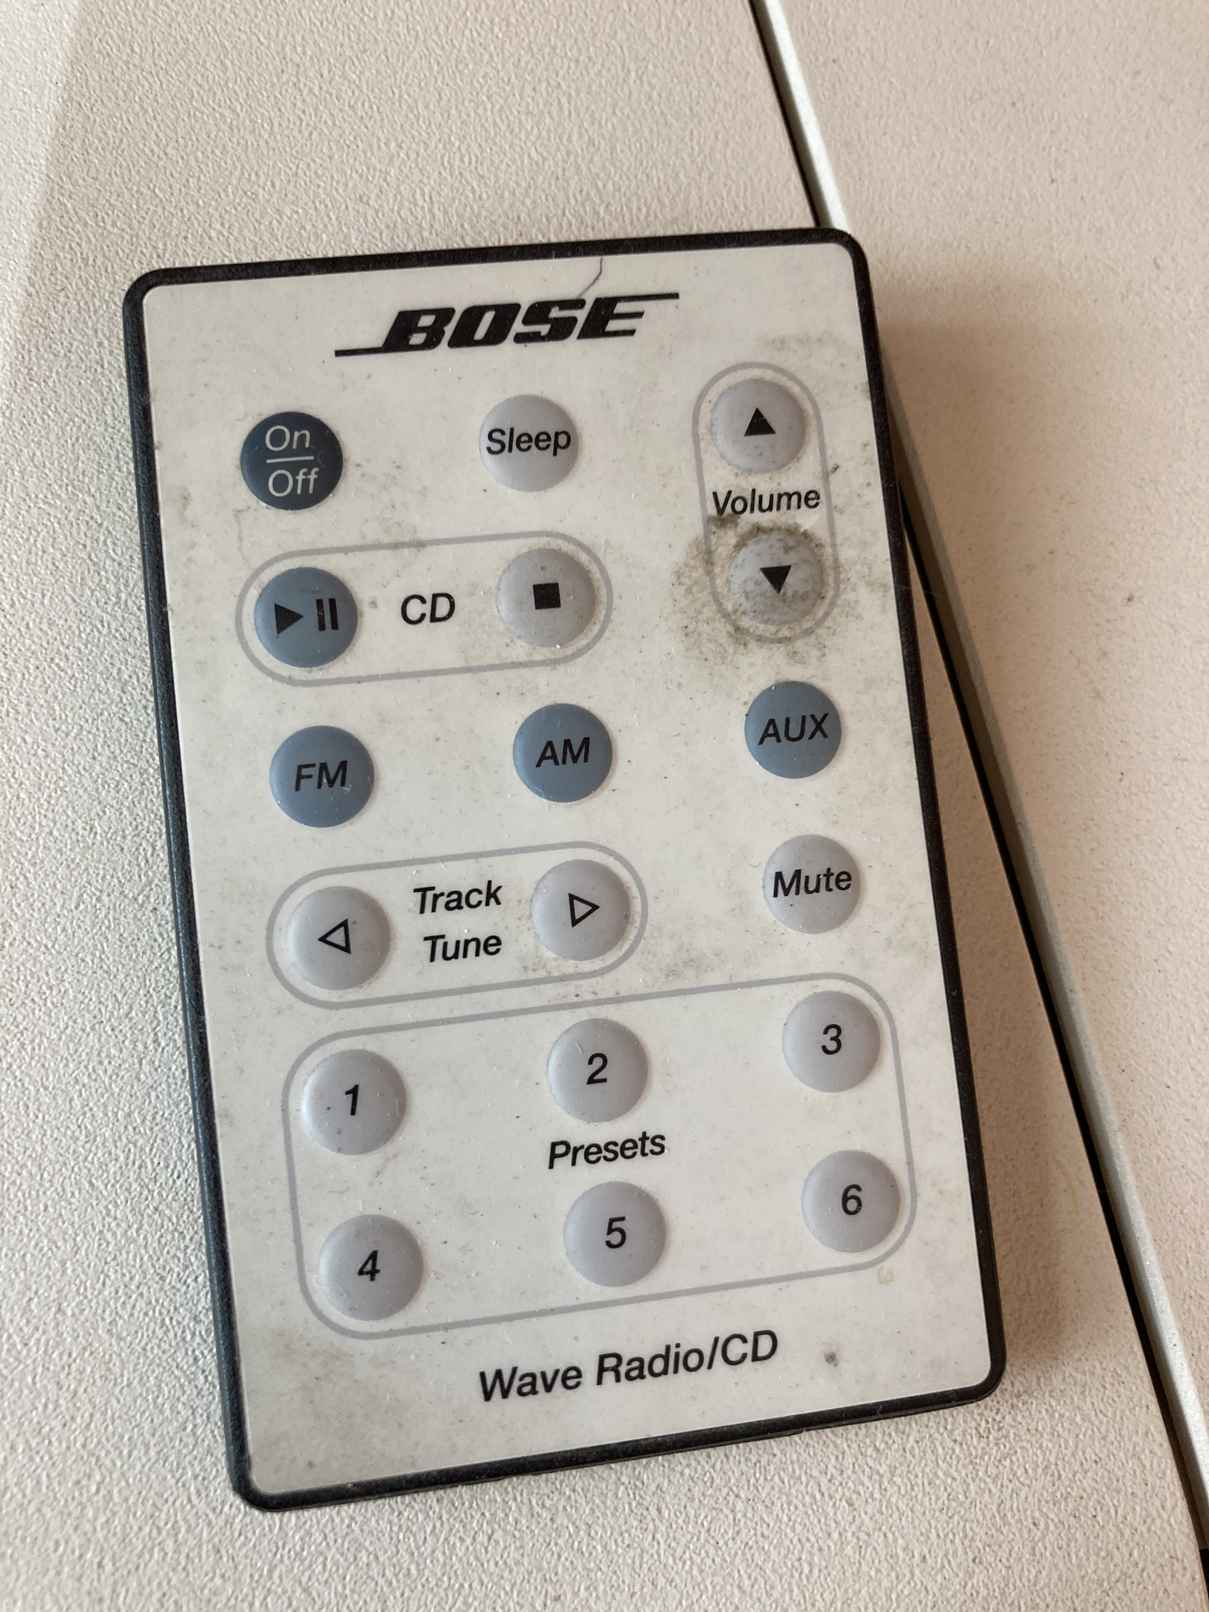 BOSE
On
Off
Sleep
Volume
CD
FM
AM
AUX
Track
Tune
Mute
1
2
3
Presets
4
5
6
Wave Radio/CD